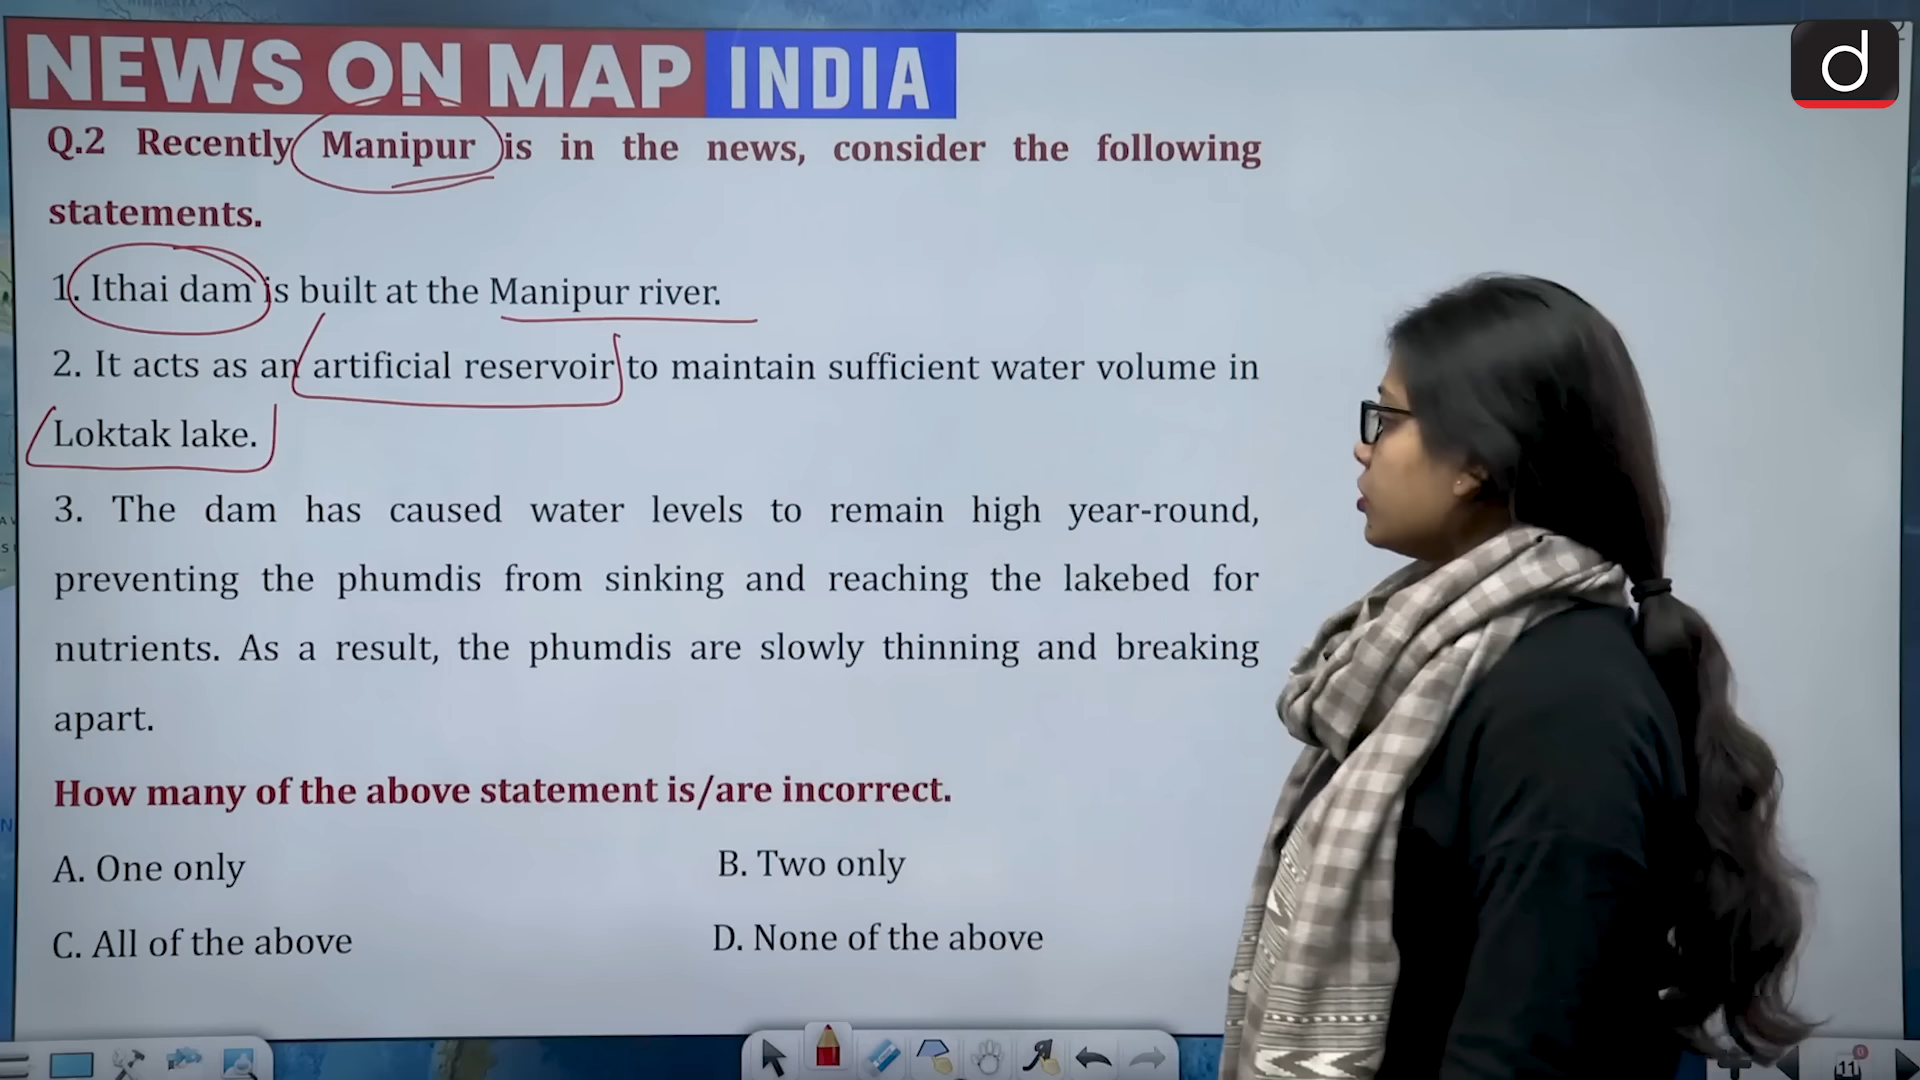 NEWS ON MAP INDIA
Q.2 Recently Manipur is in the news, consider the following
statements.
1. Ithai dam is built at the Manipur river.
2. It acts as an artificial reservoir to maintain sufficient water volume in
Loktak lake.
3. The dam has caused water levels to remain high year-round,
preventing the phumdis from sinking and reaching the lakebed for
nutrients. As a result, the phumdis are slowly thinning and breaking
apart.
How many of the above statement is/are incorrect.
A. One only
B. Two only
C. All of the above
D. None of the above
d
11
0